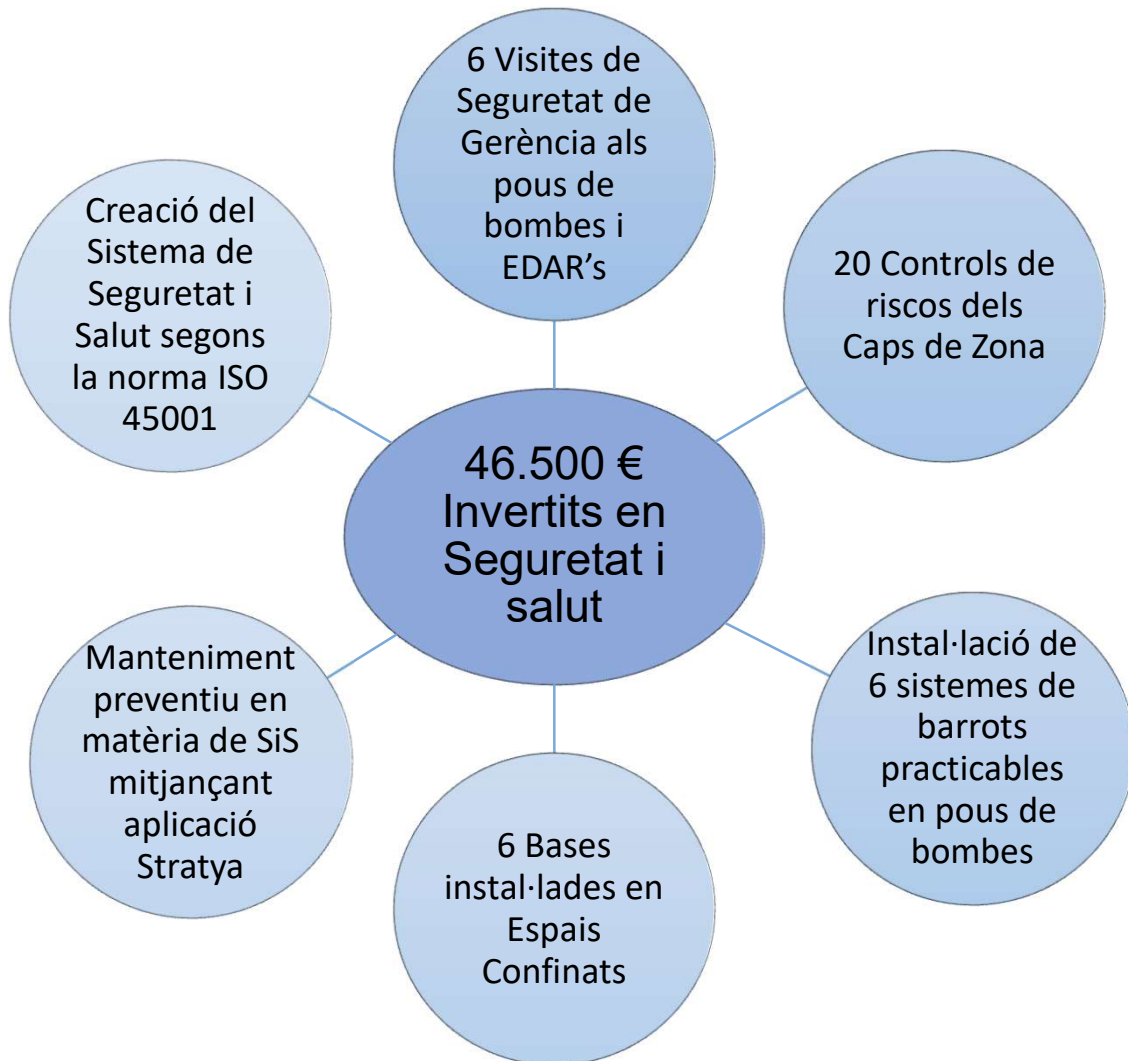 6 Visites de
Seguretat de
Gerència als
pous de
bombes i
EDAR’s
20 Controls de
riscos dels
Caps de Zona
Instal·lació de
6 sistemes de
barrots
practicables
en pous de
bombes
6 Bases
instal·lades en
Espais
Confinats
Manteniment
preventiu en
matèria de SiS
mitjançant
aplicació
Stratya
Creació del
Sistema de
Seguretat i
Salut segons
la norma ISO
45001
46.500 €
Invertits en
Seguretat i
salut